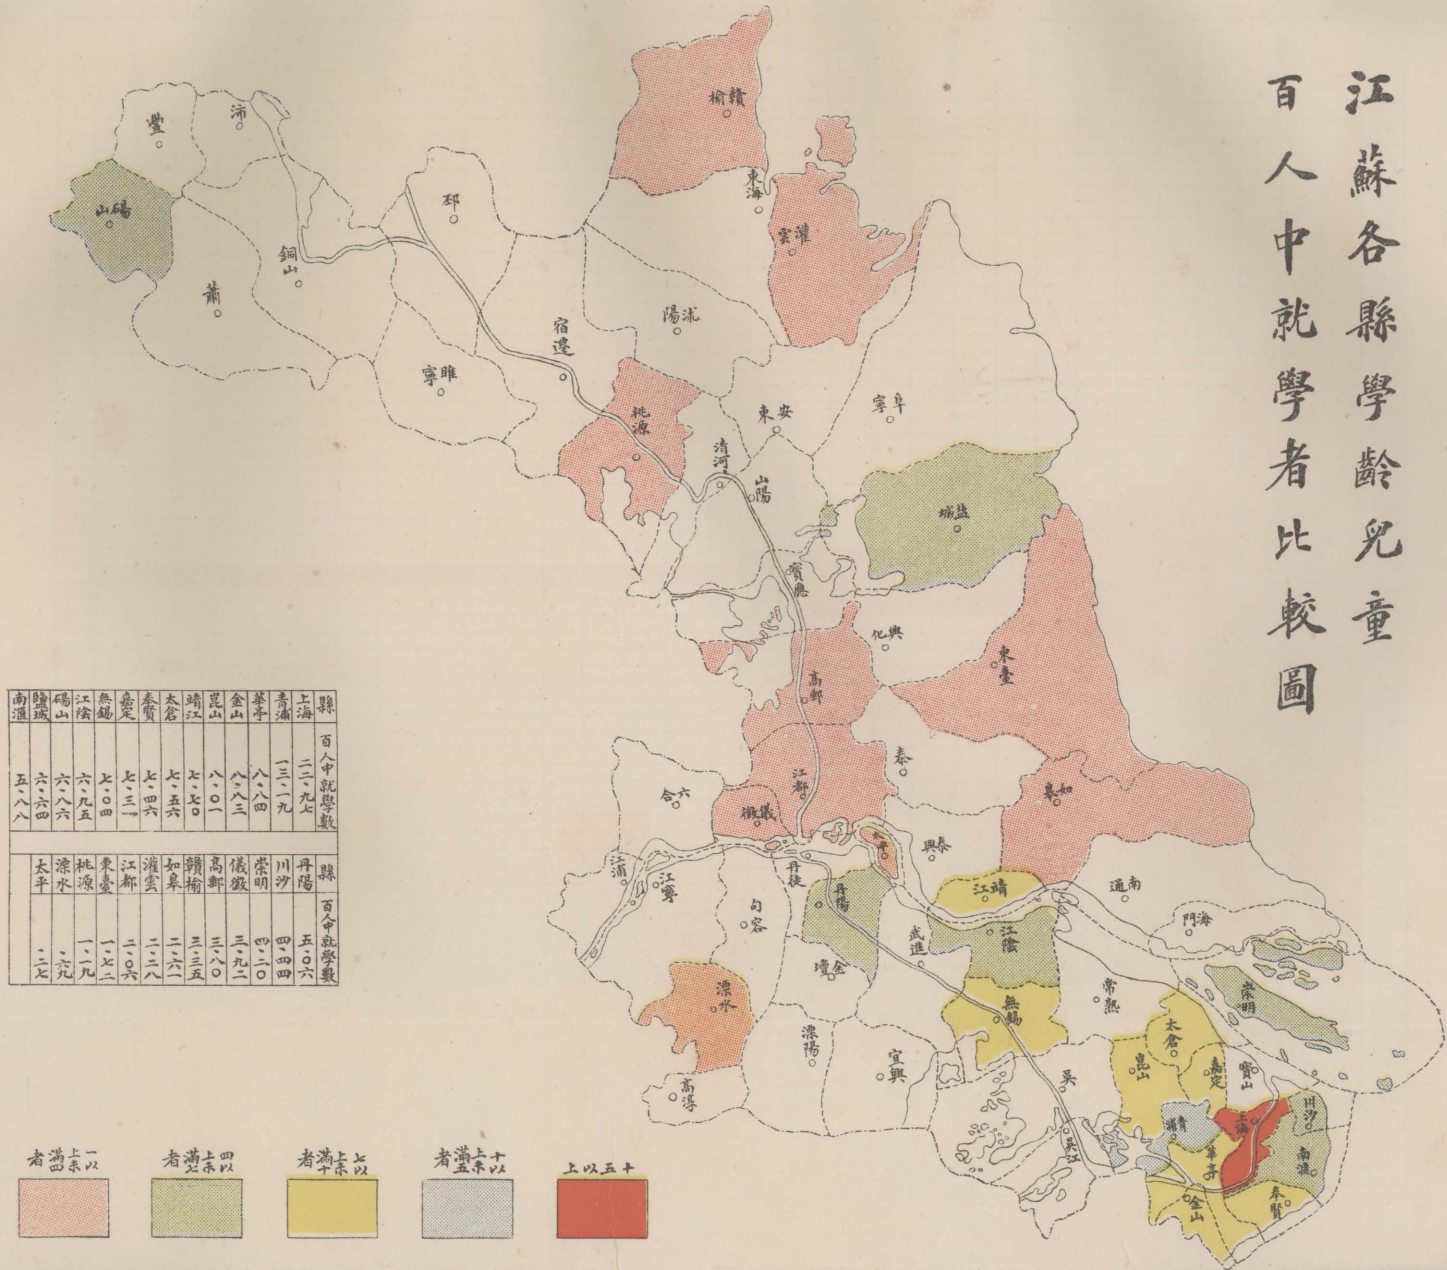 江蘇各縣學齡兒童
百人中就學者比較圖
贛榆
東海
灌雲
豐
沛
碭山
邳
銅山
蕭
沭陽
宿遷
睢寧
桃源
安東
阜寧
清河
山陽
鹽城
寶應
興化
東臺
高郵
泰
江都
如皋
六合
儀徵
太平
泰興
江浦
江寧
丹徒
丹陽
靖江
南通
句容
武進
江陰
海門
金壇
溧水
常熟
崇明
無錫
溧陽
太倉
宜興
崑山
嘉定
寶山
吳
高淳
川沙
上海
青浦
吳江
華亭
南滙
金山
奉賢
縣 百人中就學數
上海 二二·九七
青浦 一三·一九
華亭 八·八四
金山 八·八三
崑山 八·〇一
靖江 七·七〇
太倉 七·五六
奉賢 七·四六
嘉定 七·三一
無錫 七·〇四
江陰 六·九五
碭山 六·八六
鹽城 六·六四
南滙 五·八八
縣 百人中就學數
丹陽 五·〇六
川沙 四·四四
崇明 四·二〇
儀徵 三·九二
高郵 三·八〇
贛榆 三·三五
如皋 二·六一
灌雲 二·二八
江都 二·〇六
東臺 一·七二
桃源 一·一九
溧水 ·六九
太平 ·二七
一以上未滿四者
四以上未滿七者
七以上未滿十者
十以上未滿十五者
十五以上